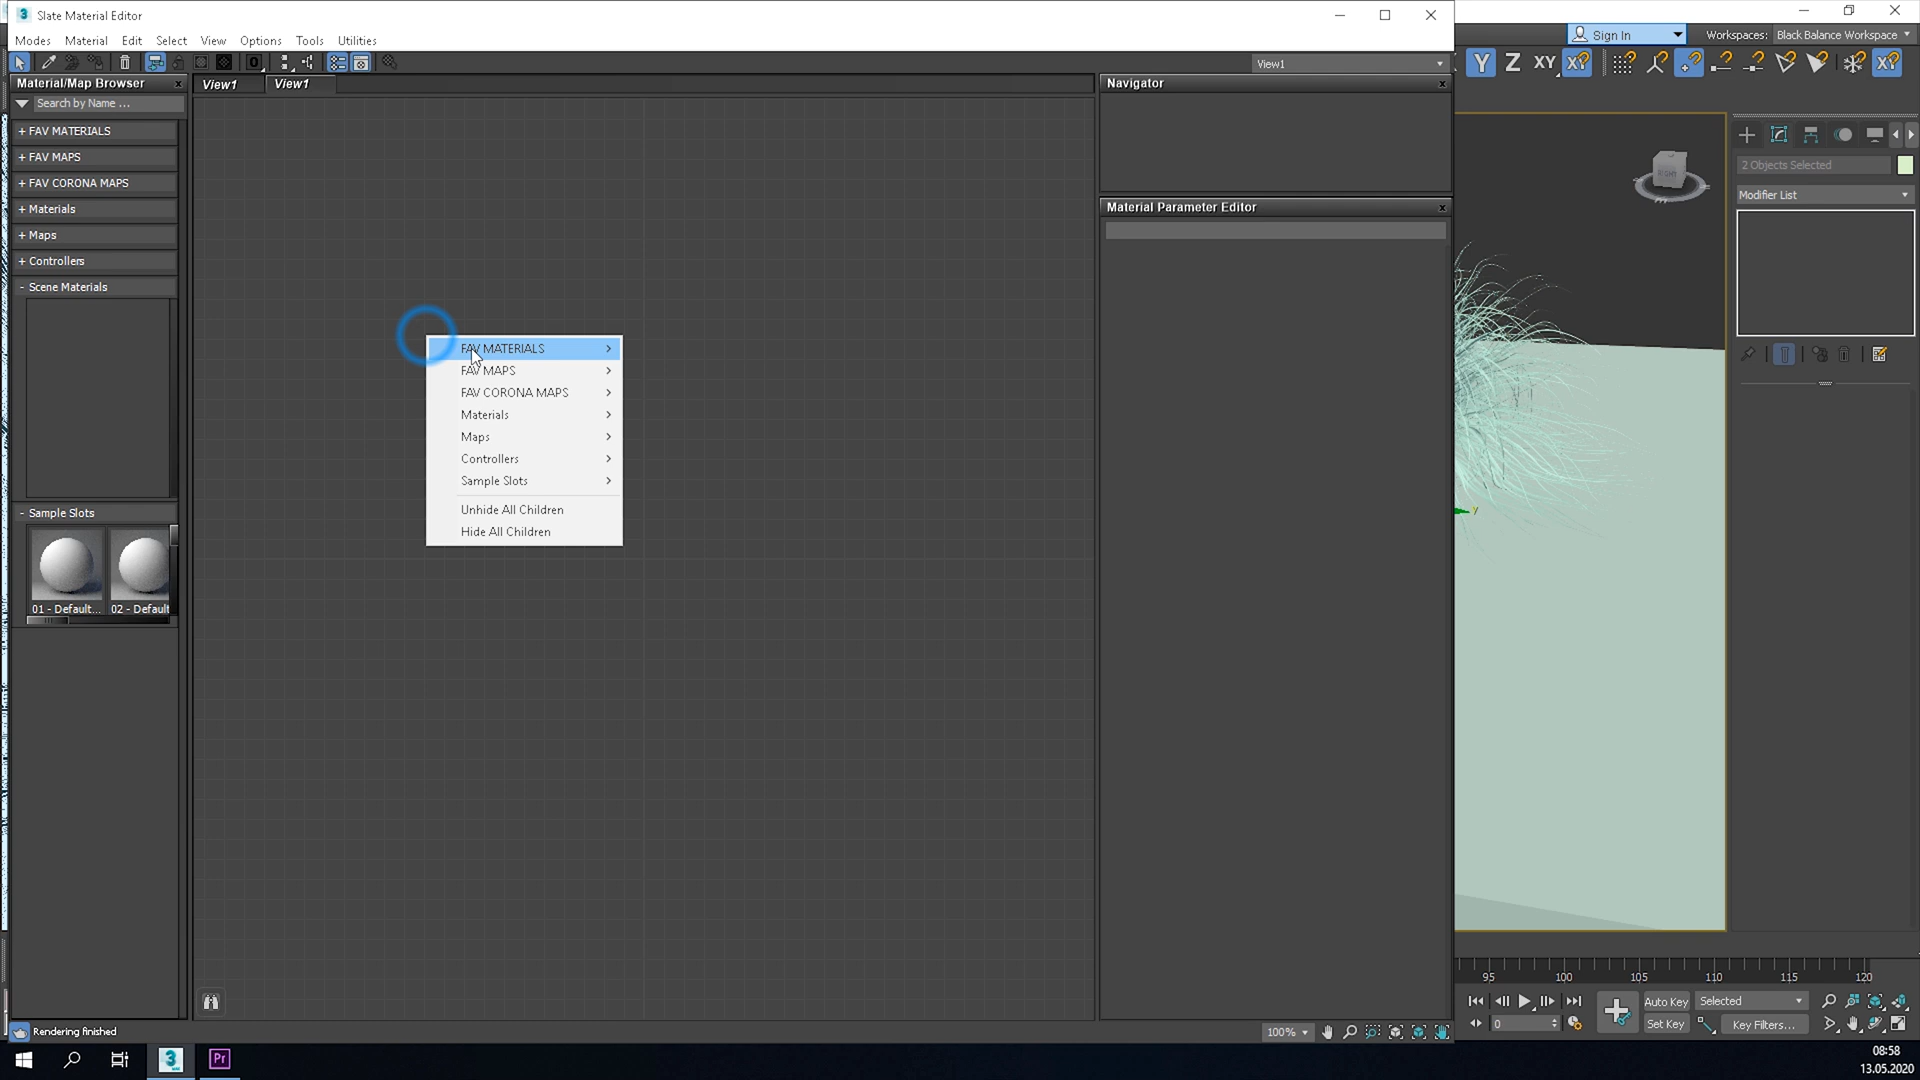 Slate Material Editor
Modes Material Edit Select View Options Tools Utilities
Sign In
Workspaces: Black Balance Workspace
View1
Y Z XY
Material/Map Browser
View1 View1
Navigator
Search by Name ...
+ FAV MATERIALS
+ FAV MAPS
+ FAV CORONA MAPS
+ Materials
+ Maps
+ Controllers
- Scene Materials
- Sample Slots
01 - Default... 02 - Default
FAV MATERIALS
FAV MAPS
FAV CORONA MAPS
Materials
Maps
Controllers
Sample Slots
Unhide All Children
Hide All Children
Material Parameter Editor
2 Objects Selected
Modifier List
RIGHT
y
95 100 105 110 115 120
Auto Key Selected
0
Set Key Key Filters...
Rendering finished
100%
Pr
08:58
13.05.2020